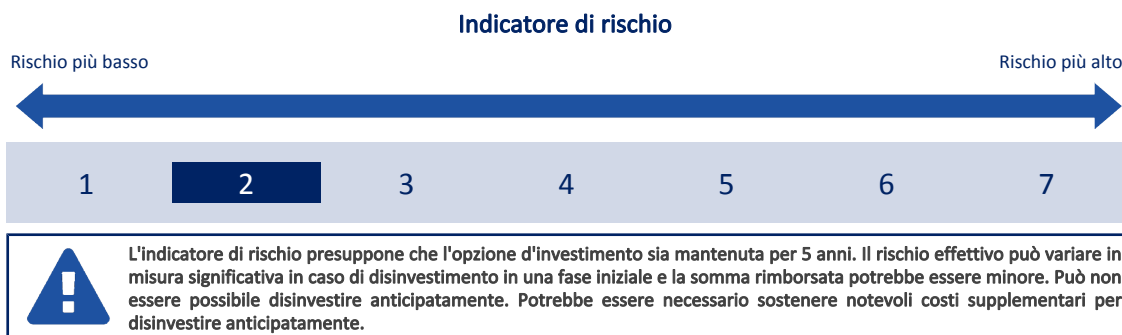 Indicatore di rischio
Rischio più basso Rischio più alto
1 2 3 4 5 6 7
L'indicatore di rischio presuppone che l'opzione d'investimento sia mantenuta per 5 anni. Il rischio effettivo può variare in
misura significativa in caso di disinvestimento in una fase iniziale e la somma rimborsata potrebbe essere minore. Può non
essere possibile disinvestire anticipatamente. Potrebbe essere necessario sostenere notevoli costi supplementari per
disinvestire anticipatamente.